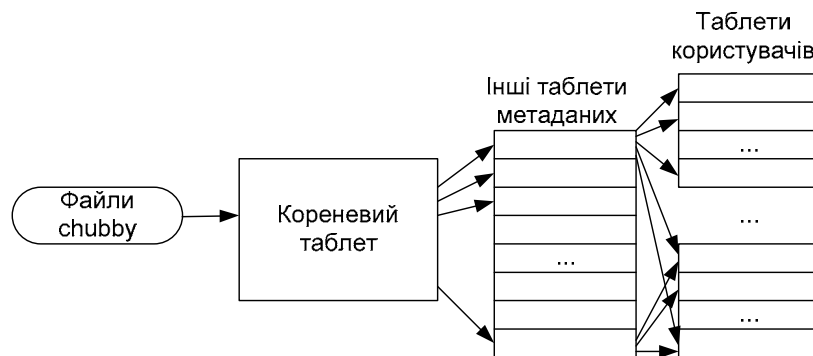 Таблети
користувачів
Інші таблети
метаданих
...
Файли
chubby
Кореневий
таблет
...
...
...